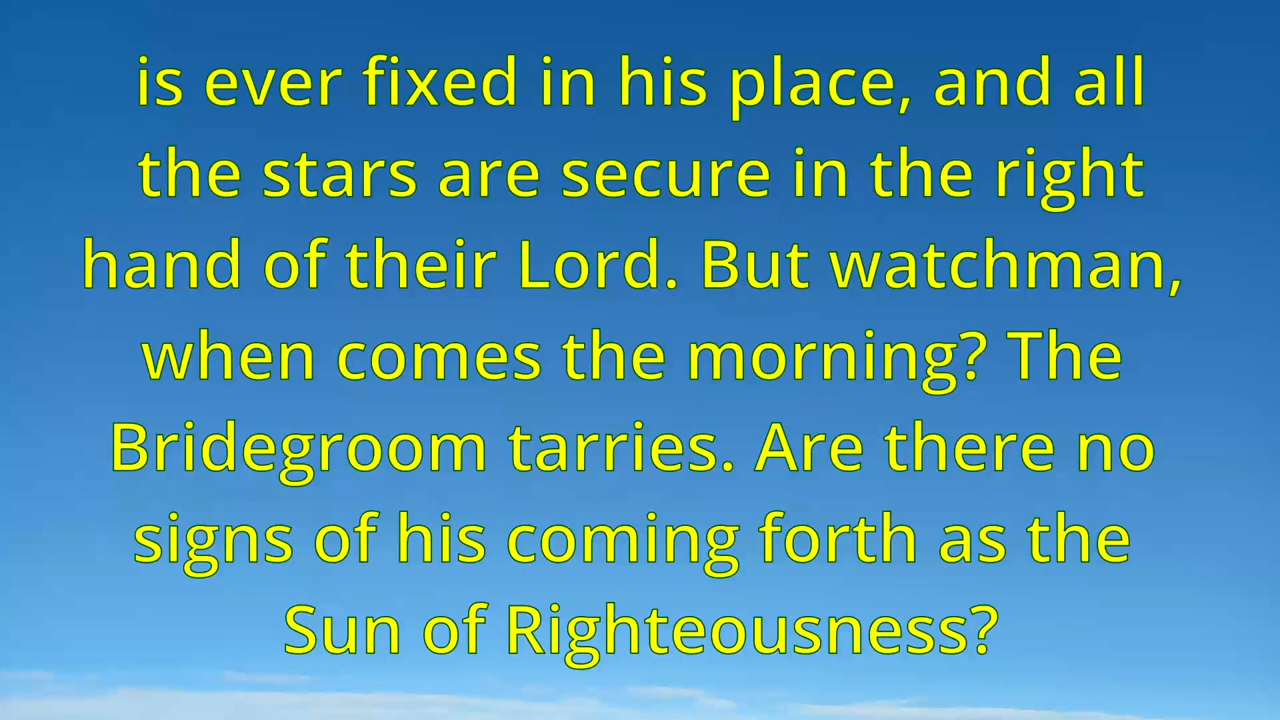 is ever fixed in his place, and all
the stars are secure in the right
hand of their Lord. But watchman,
when comes the morning? The
Bridegroom tarries. Are there no
signs of his coming forth as the
Sun of Righteousness?